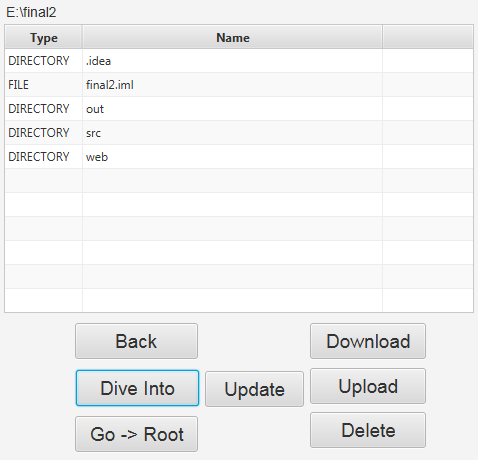 E:\final2
Type Name
DIRECTORY .idea
FILE final2.iml
DIRECTORY out
DIRECTORY src
DIRECTORY web
Back Download
Dive Into Update Upload
Go -> Root Delete